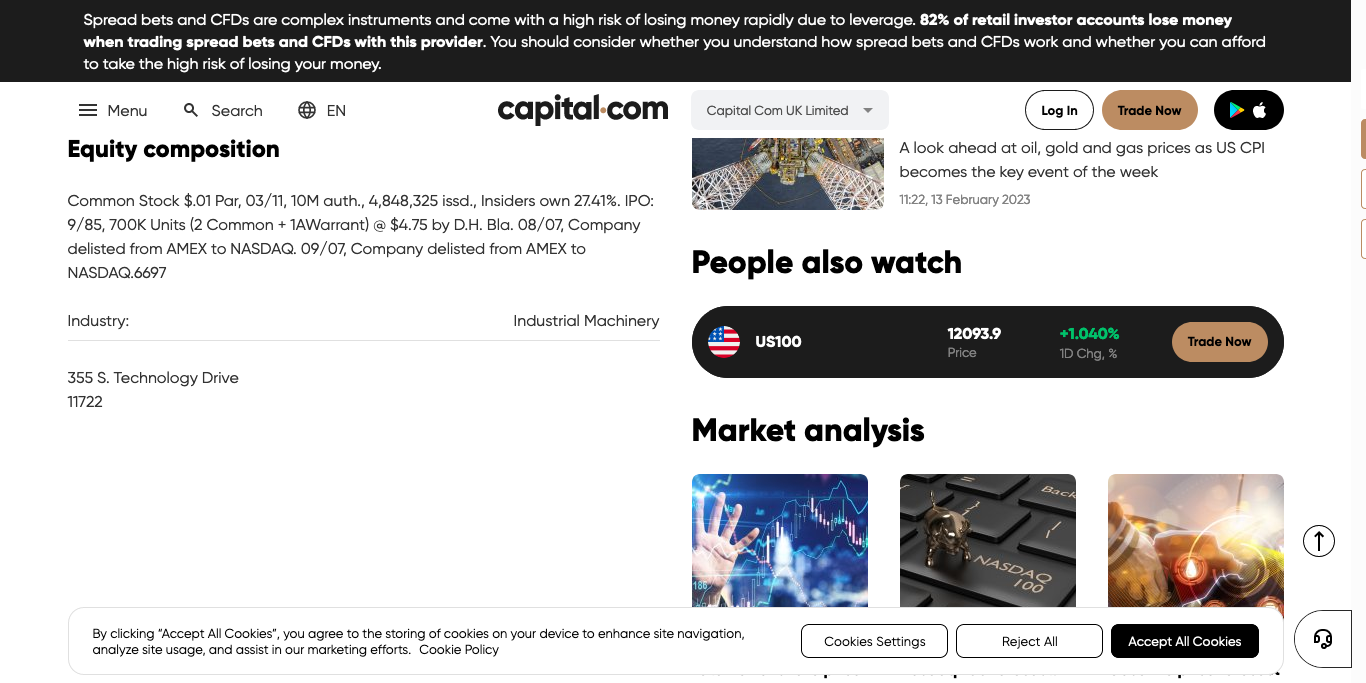 Spread bets and CFDs are complex instruments and come with a high risk of losing money rapidly due to leverage. 82% of retail investor accounts lose money
when trading spread bets and CFDs with this provider. You should consider whether you understand how spread bets and CFDs work and whether you can afford
to take the high risk of losing your money.
Menu
Search
EN
capital.com
Capital Com UK Limited
Log In
Trade Now
Equity composition
Common Stock $.01 Par, 03/11, 10M auth., 4,848,325 issd., Insiders own 27.41%. IPO:
9/85, 700K Units (2 Common + 1AWarrant) @ $4.75 by D.H. Bla. 08/07, Company
delisted from AMEX to NASDAQ. 09/07, Company delisted from AMEX to
NASDAQ.6697
Industry: Industrial Machinery
355 S. Technology Drive
11722
A look ahead at oil, gold and gas prices as US CPI
becomes the key event of the week
11:22, 13 February 2023
People also watch
US100
12093.9
Price
+1.040%
1D Chg, %
Trade Now
Market analysis
186
Back
NASDAQ
100
By clicking “Accept All Cookies”, you agree to the storing of cookies on your device to enhance site navigation,
analyze site usage, and assist in our marketing efforts. Cookie Policy
Cookies Settings
Reject All
Accept All Cookies